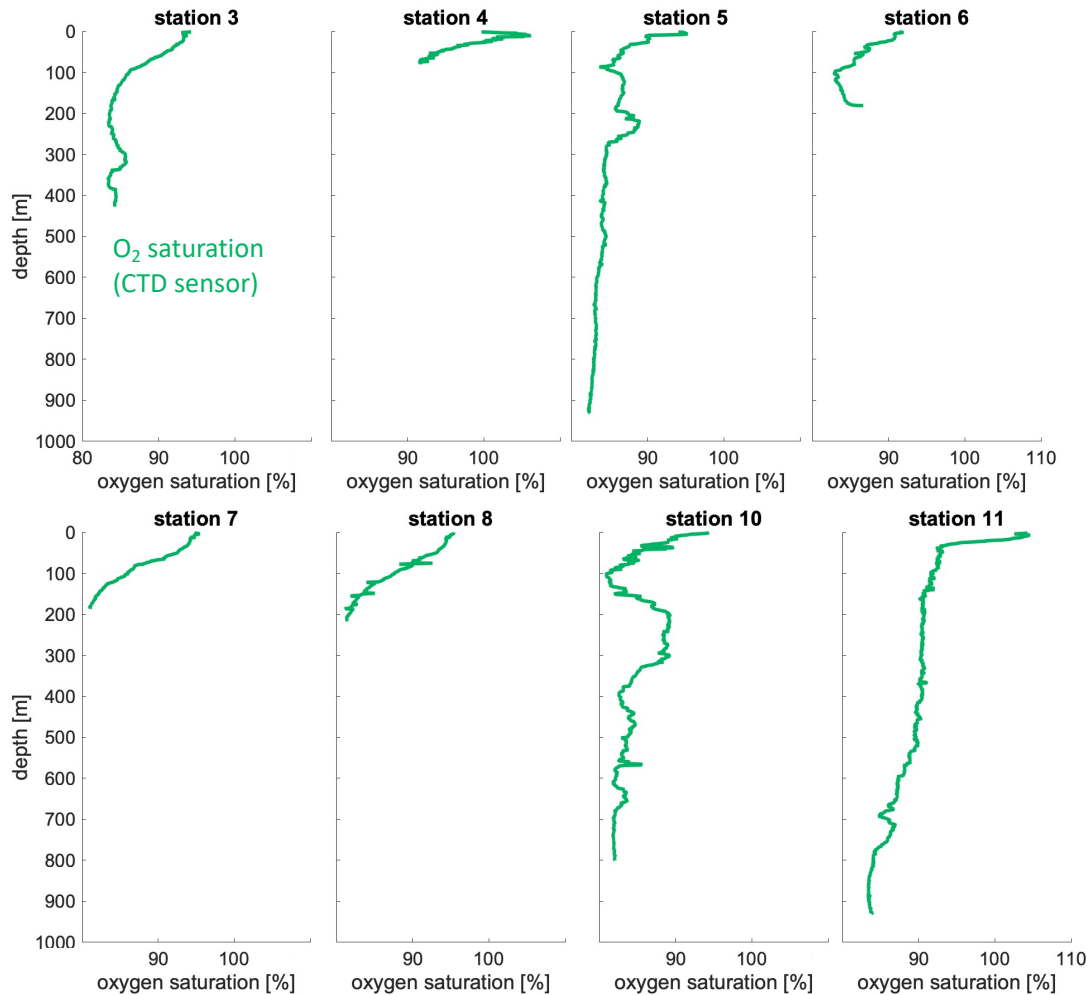 station 3
station 4
station 5
station 6
0
100
200
300
400
500
600
700
800
900
1000
depth [m]
O₂ saturation
(CTD sensor)
80 90 100
90 100
90 100
90 100 110
oxygen saturation [%]
oxygen saturation [%]
oxygen saturation [%]
oxygen saturation [%]
station 7
station 8
station 10
station 11
0
100
200
300
400
500
600
700
800
900
1000
depth [m]
90 100
90 100
90 100
90 100 110
oxygen saturation [%]
oxygen saturation [%]
oxygen saturation [%]
oxygen saturation [%]